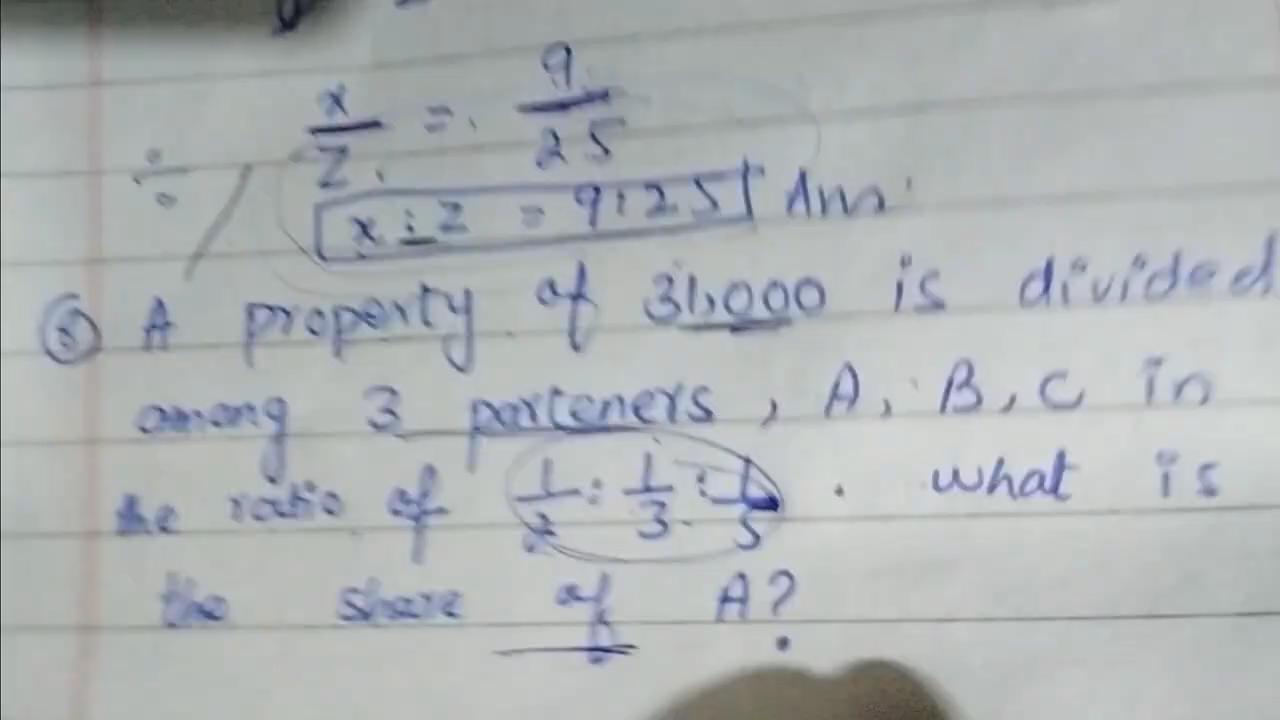 ÷ x/z = 9/25
x : z = 9:25 Ans
⑤ A property of 31,000 is divided
among 3 parteners, A, B, C in
the ratio of 1/2 : 1/3 : 1/5 . what is
the share of A?